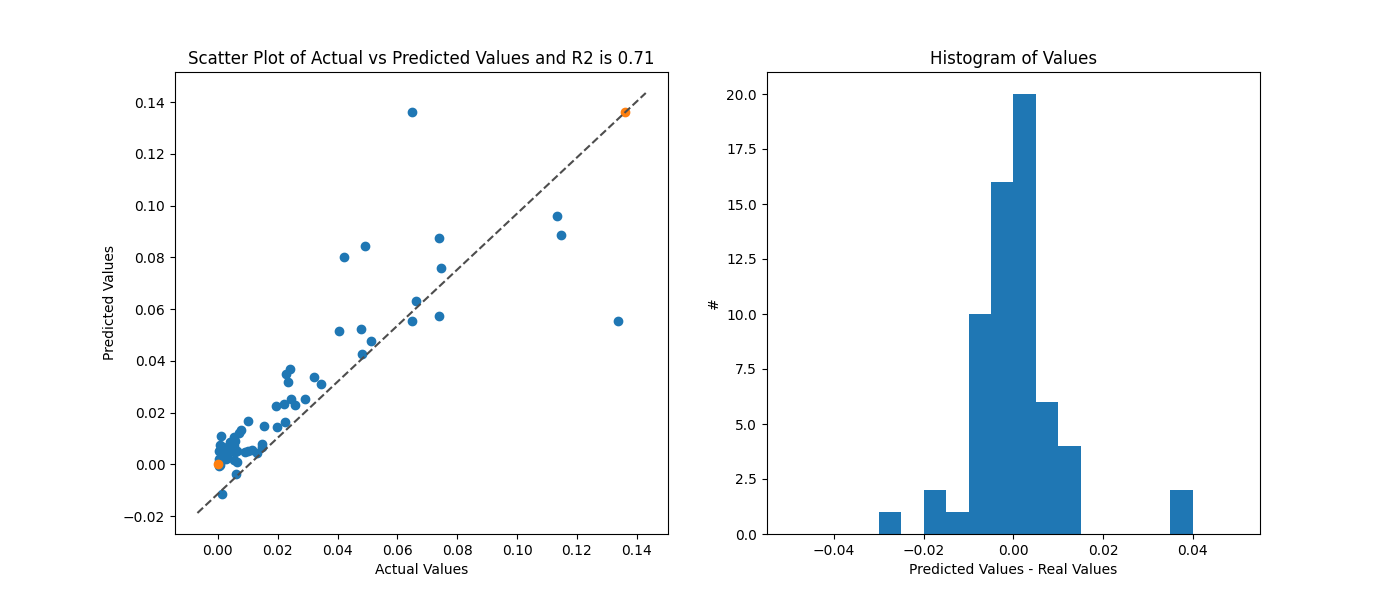 Scatter Plot of Actual vs Predicted Values and R2 is 0.71
0.14
0.12
0.10
0.08
0.06
0.04
0.02
0.00
−0.02
Predicted Values
0.00 0.02 0.04 0.06 0.08 0.10 0.12 0.14
Actual Values
Histogram of Values
20.0
17.5
15.0
12.5
10.0
7.5
5.0
2.5
0.0
#
−0.04 −0.02 0.00 0.02 0.04
Predicted Values - Real Values